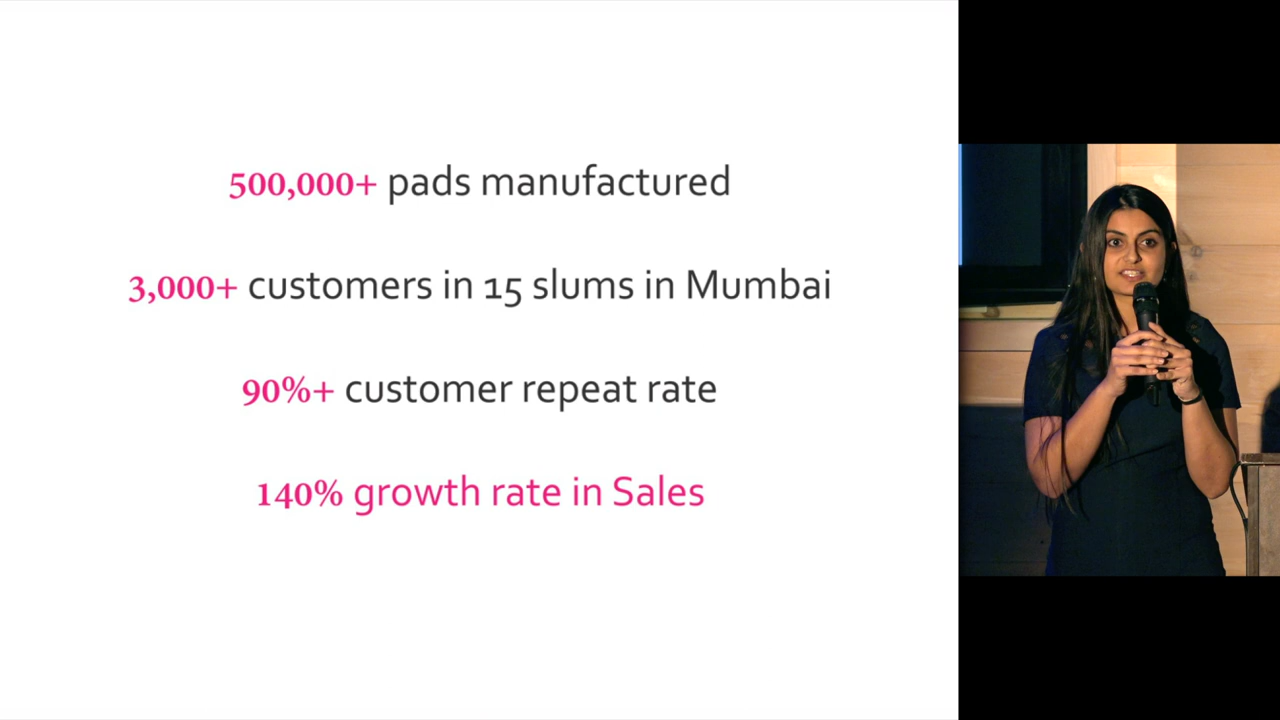 500,000+ pads manufactured
3,000+ customers in 15 slums in Mumbai
90%+ customer repeat rate
140% growth rate in Sales